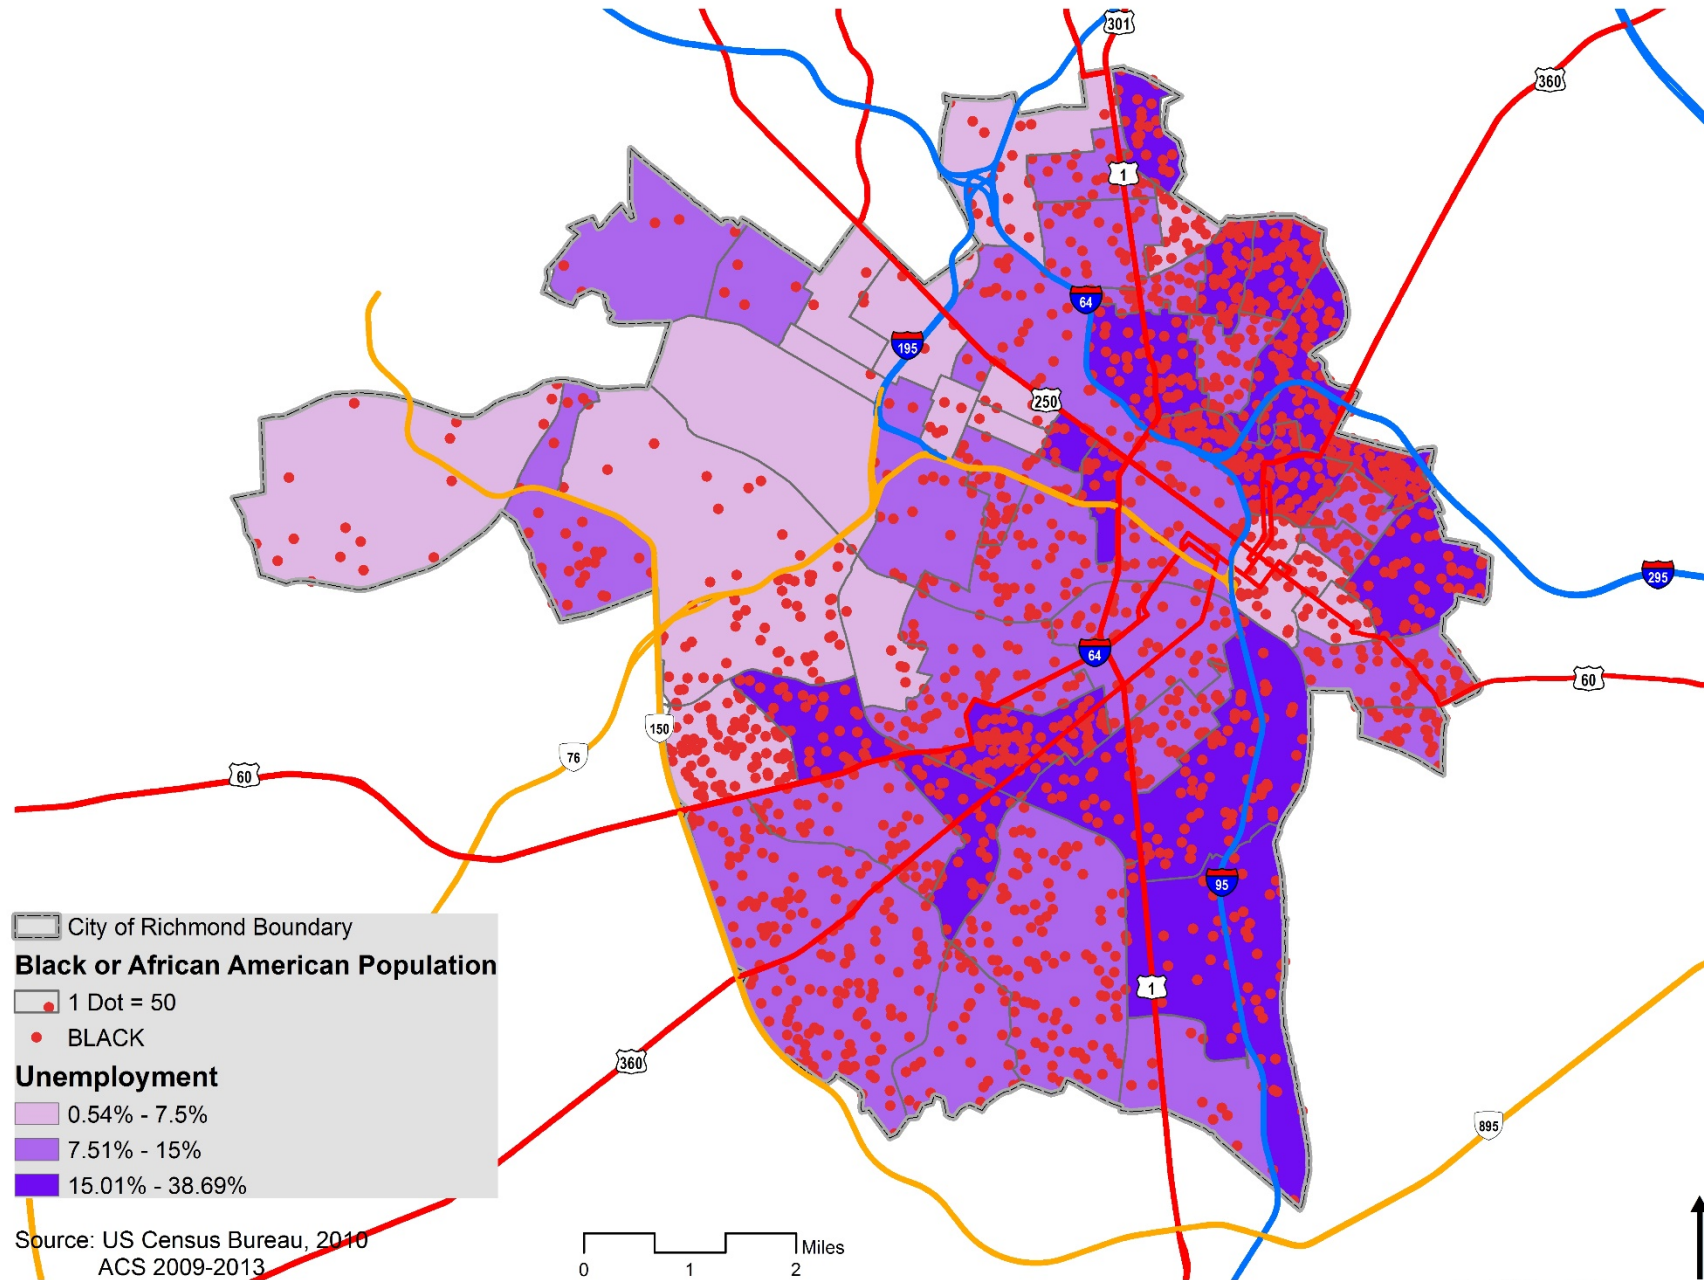 301
360
1
64
195
250
295
64
60
150
76
60
95
1
360
895
City of Richmond Boundary
Black or African American Population
1 Dot = 50
BLACK
Unemployment
0.54% - 7.5%
7.51% - 15%
15.01% - 38.69%
Source: US Census Bureau, 2010
ACS 2009-2013
Miles
0 1 2